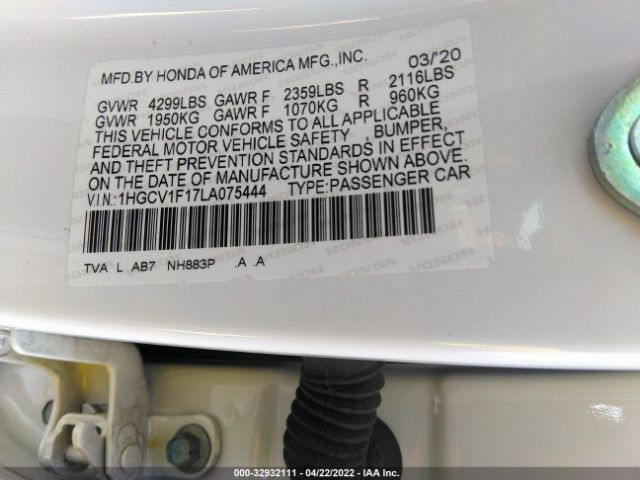 MFD.BY HONDA OF AMERICA MFG.,INC. 03/'20
GVWR 4299LBS GAWR F 2359LBS R 2116LBS
GVWR 1950KG GAWR F 1070KG R 960KG
THIS VEHICLE CONFORMS TO ALL APPLICABLE
FEDERAL MOTOR VEHICLE SAFETY , BUMPER,
AND THEFT PREVENTION STANDARDS IN EFFECT
ON THE DATE OF MANUFACTURE SHOWN ABOVE.
V.I.N.:1HGCV1F17LA075444 TYPE:PASSENGER CAR
TVA L AB7 NH883P .A .A
000-32932111 - 04/22/2022 - IAA Inc.